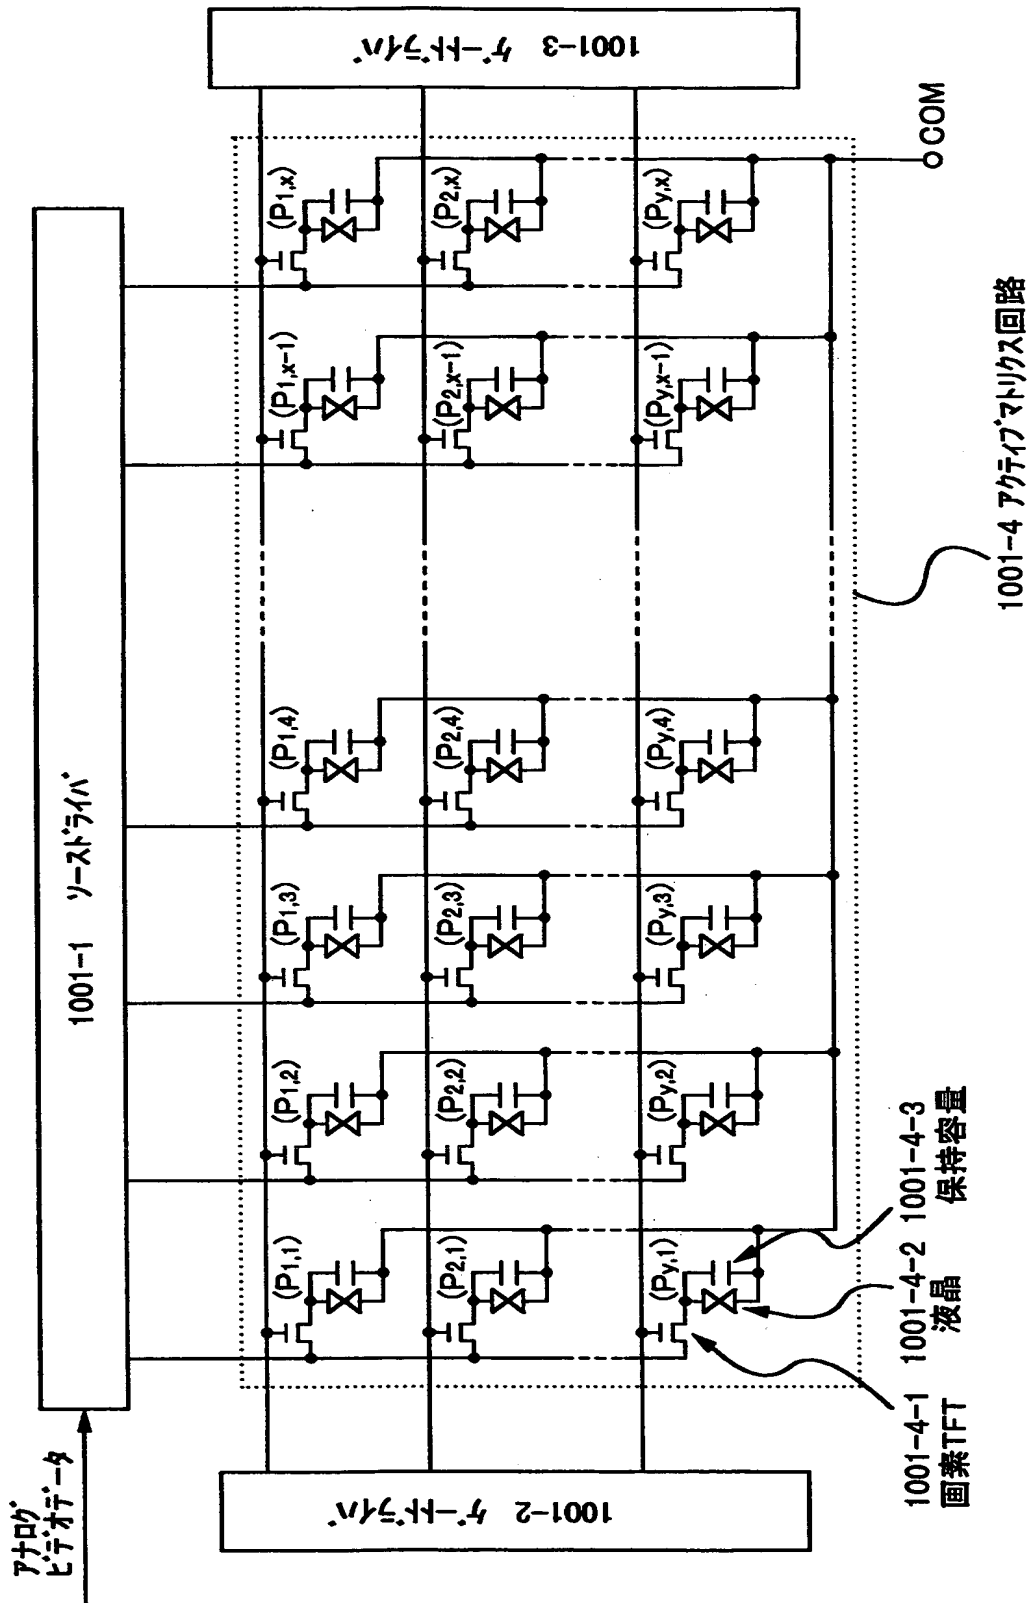 アナログ
ビデオデータ
1001-1 ソースドライバ
1001-2 ゲートドライバ
1001-3 ゲートドライバ
(P1,1)
(P1,2)
(P1,3)
(P1,4)
(P1,x-1)
(P1,x)
(P2,1)
(P2,2)
(P2,3)
(P2,4)
(P2,x-1)
(P2,x)
(Py,1)
(Py,2)
(Py,3)
(Py,4)
(Py,x-1)
(Py,x)
COM
1001-4-1
画素TFT
1001-4-2
液晶
1001-4-3
保持容量
1001-4 アクティブマトリクス回路